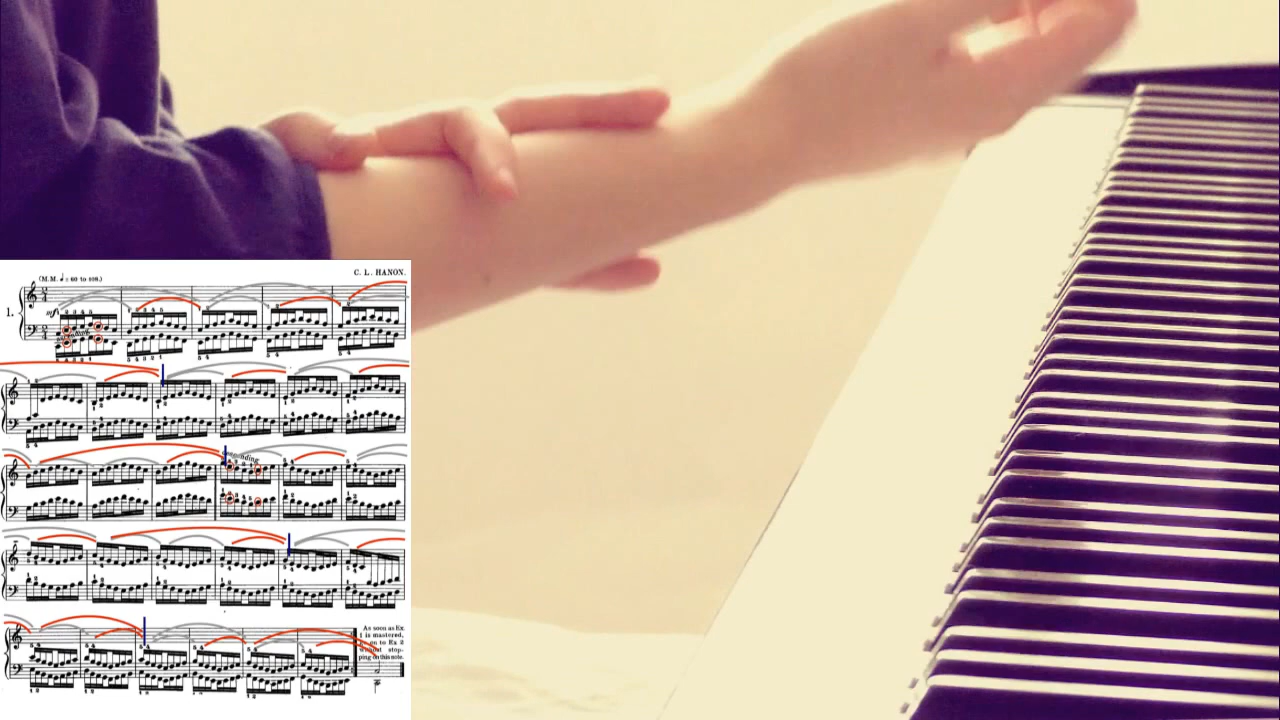 C. L. HANON.
(M.M. ♩= 60 to 108.)
1.
mf
As soon as Ex.
1 is mastered,
go on to Ex 2
without stop-
ping on this note.